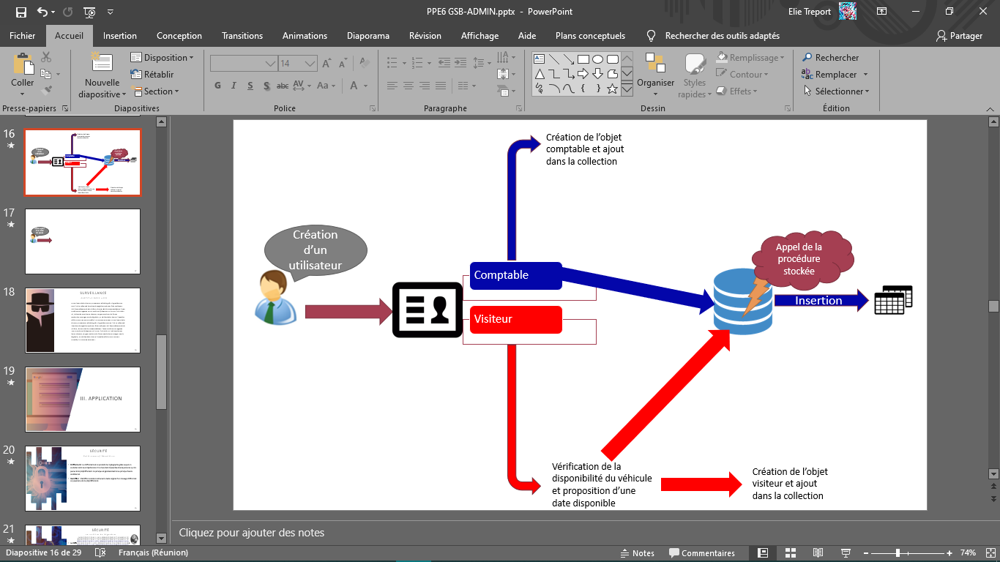 PPE6 GSB-ADMIN.pptx - PowerPoint
Elie Treport
Fichier
Accueil
Insertion
Conception
Transitions
Animations
Diaporama
Révision
Affichage
Aide
Plans conceptuels
Rechercher des outils adaptés
Partager
Coller
Nouvelle
diapositive
Disposition
Rétablir
Section
14
G I S S abc AV Aa A
Organiser
Styles
rapides
Remplissage
Contour
Effets
Rechercher
Remplacer
Sélectionner
Presse-papiers
Diapositives
Police
Paragraphe
Dessin
Édition
16
17
18
SURVEILLANCE
19
III. APPLICATION
20
SÉCURITÉ
21
SÉCURITÉ
Création de l'objet
comptable et ajout
dans la collection
Création
d'un
utilisateur
Comptable
Visiteur
Appel de la
procédure
stockée
Insertion
Vérification de la
disponibilité du véhicule
et proposition d'une
date disponible
Création de l'objet
visiteur et ajout
dans la collection
Cliquez pour ajouter des notes
Diapositive 16 de 29
Français (Réunion)
Notes
Commentaires
74%